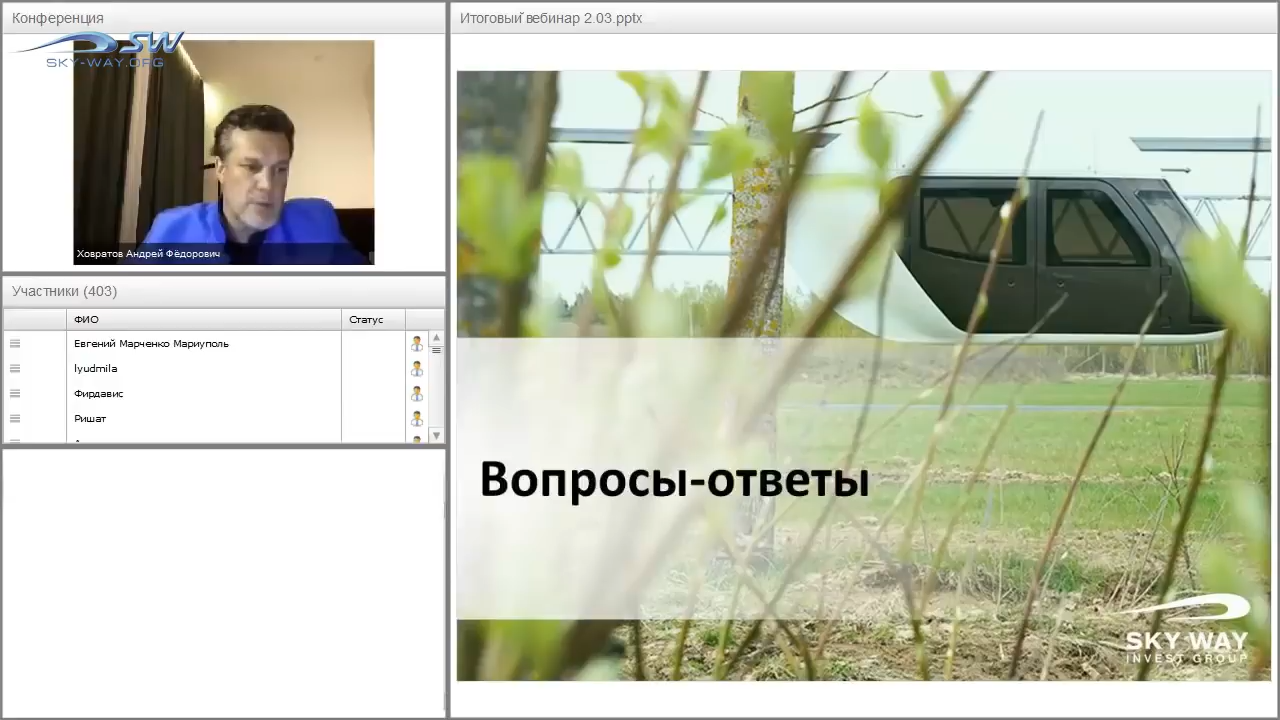 Конференция
SW
SKY-WAY.ORG
Ховратов Андрей Фёдорович
Участники (403)
ФИО
Статус
Евгений Марченко Мариуполь
lyudmila
Фирдавис
Ришат
Итоговый вебинар 2.03.pptx
Вопросы-ответы
SKY WAY
INVEST GROUP